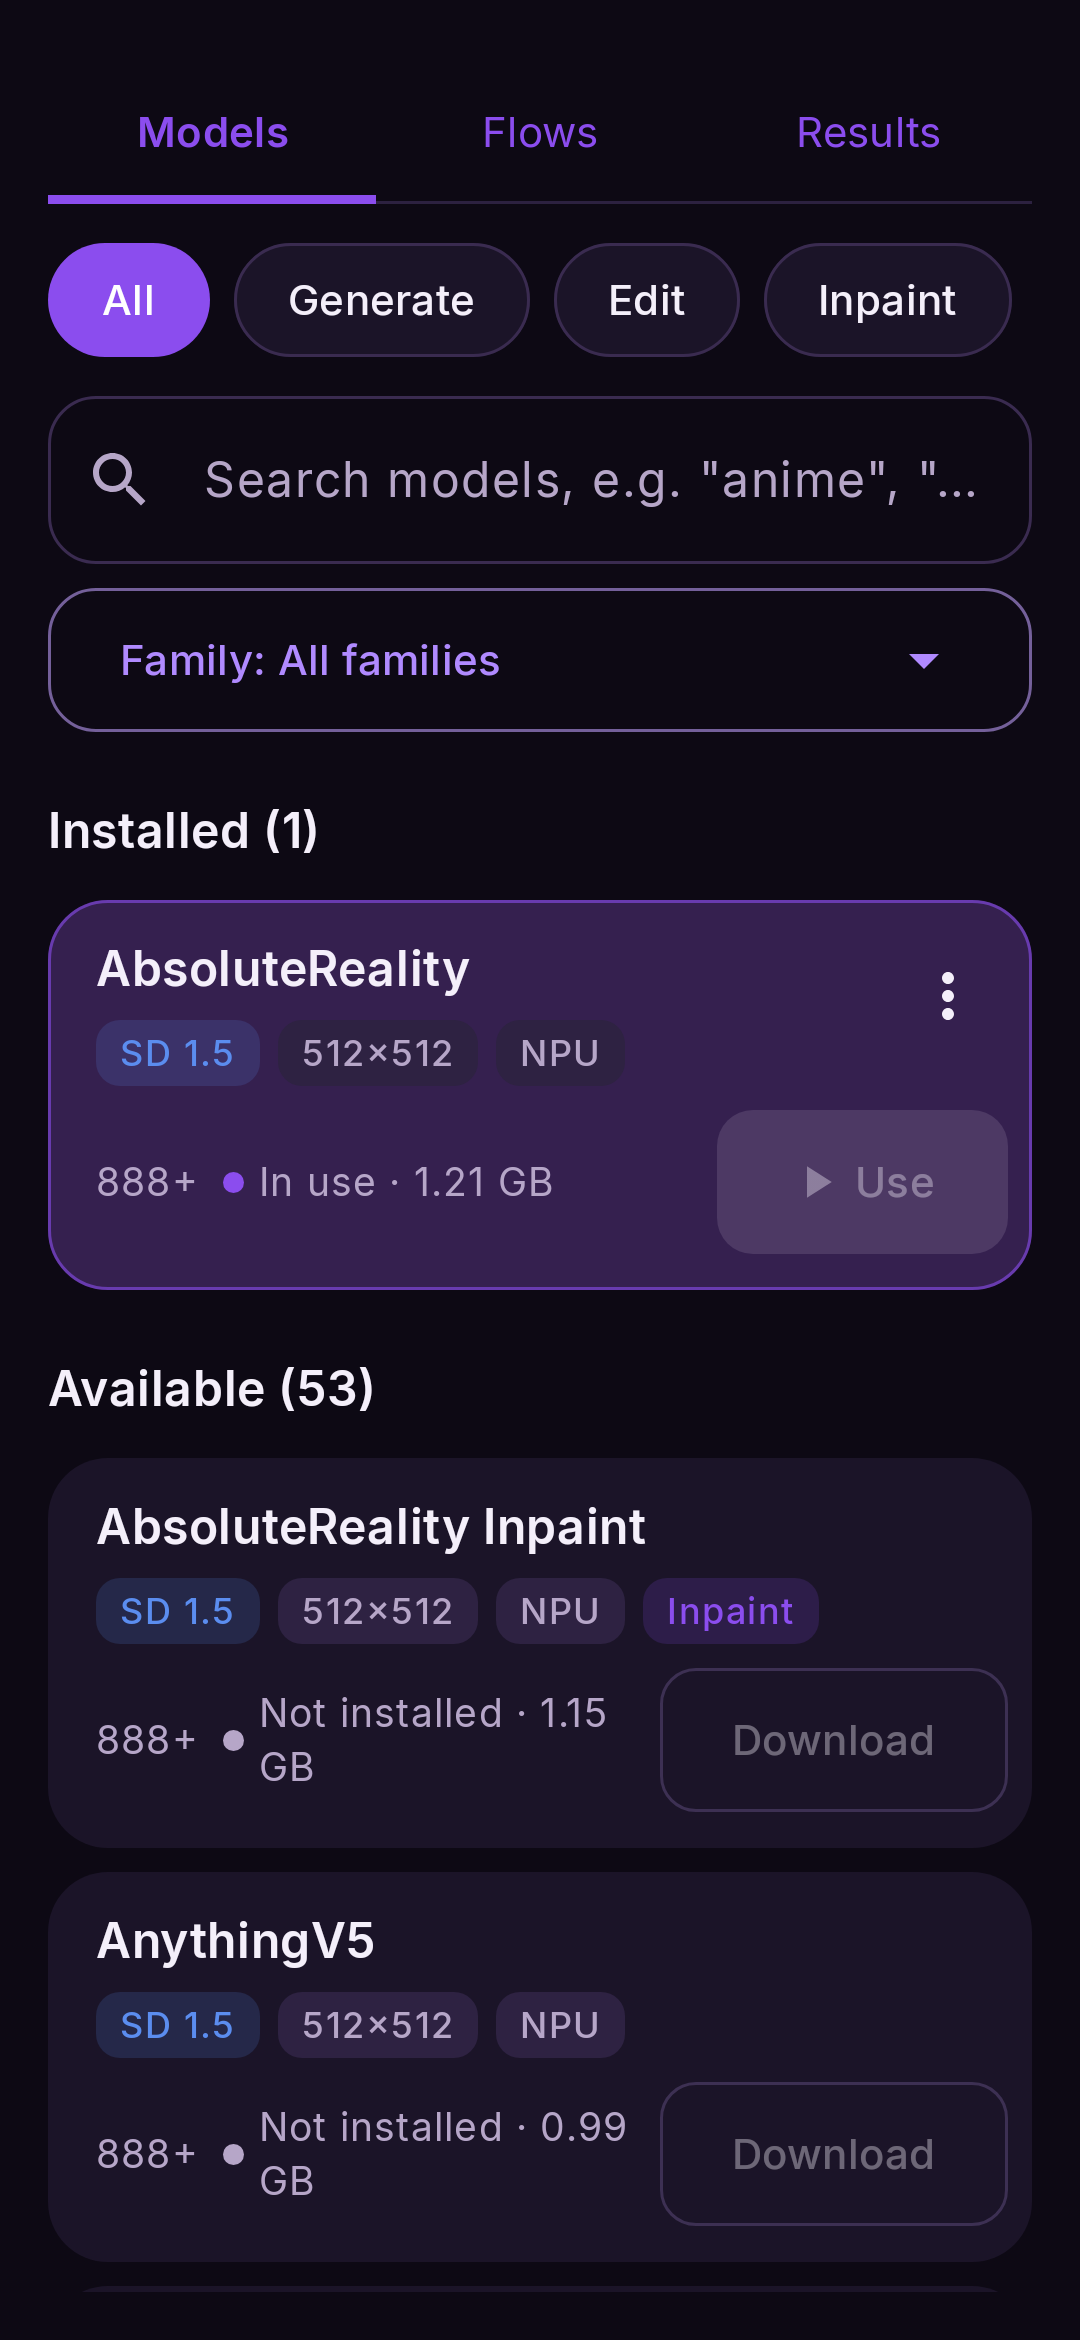 Models Flows Results
All Generate Edit Inpaint
Search models, e.g. "anime", "...
Family: All families
Installed (1)
AbsoluteReality
SD 1.5 512×512 NPU
888+ In use · 1.21 GB Use
Available (53)
AbsoluteReality Inpaint
SD 1.5 512×512 NPU Inpaint
888+ Not installed · 1.15
GB
Download
AnythingV5
SD 1.5 512×512 NPU
888+ Not installed · 0.99
GB
Download